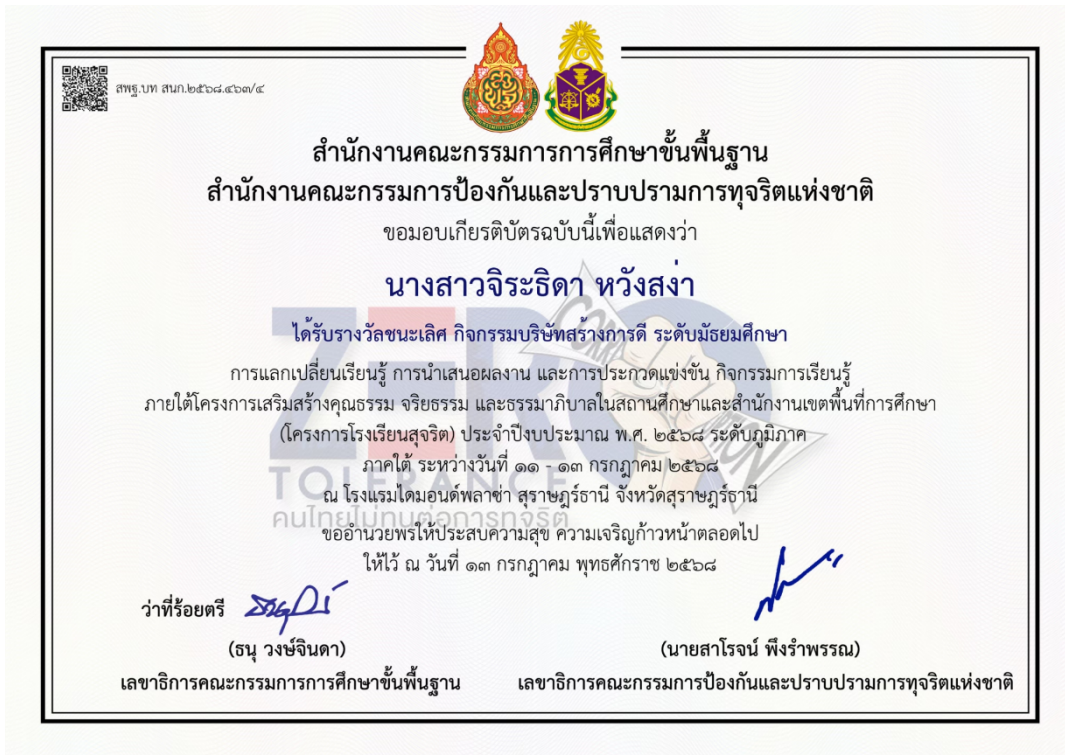 สพฐ.บท สนก.๒๕๖๘.๔๖๓/๔
สำนักงานคณะกรรมการการศึกษาขั้นพื้นฐาน
สำนักงานคณะกรรมการป้องกันและปราบปรามการทุจริตแห่งชาติ
ขอมอบเกียรติบัตรฉบับนี้เพื่อแสดงว่า
นางสาวจิระธิดา หวังสง่า
ได้รับรางวัลชนะเลิศ กิจกรรมบริษัทสร้างการดี ระดับมัธยมศึกษา
การแลกเปลี่ยนเรียนรู้ การนำเสนอผลงาน และการประกวดแข่งขัน กิจกรรมการเรียนรู้
ภายใต้โครงการเสริมสร้างคุณธรรม จริยธรรม และธรรมาภิบาลในสถานศึกษาและสำนักงานเขตพื้นที่การศึกษา
(โครงการโรงเรียนสุจริต) ประจำปีงบประมาณ พ.ศ. ๒๕๖๘ ระดับภูมิภาค
ภาคใต้ ระหว่างวันที่ ๑๑ - ๑๓ กรกฎาคม ๒๕๖๘
ณ โรงแรมไดมอนด์พลาซ่า สุราษฎร์ธานี จังหวัดสุราษฎร์ธานี
ขออำนวยพรให้ประสบความสุข ความเจริญก้าวหน้าตลอดไป
ให้ไว้ ณ วันที่ ๑๓ กรกฎาคม พุทธศักราช ๒๕๖๘
ZERO
TOLERANCE
คนไทยไม่ทนต่อการทุจริต
CORRUPTION
ว่าที่ร้อยตรี
(ธนุ วงษ์จินดา)
เลขาธิการคณะกรรมการการศึกษาขั้นพื้นฐาน
(นายสาโรจน์ พึงรำพรรณ)
เลขาธิการคณะกรรมการป้องกันและปราบปรามการทุจริตแห่งชาติ